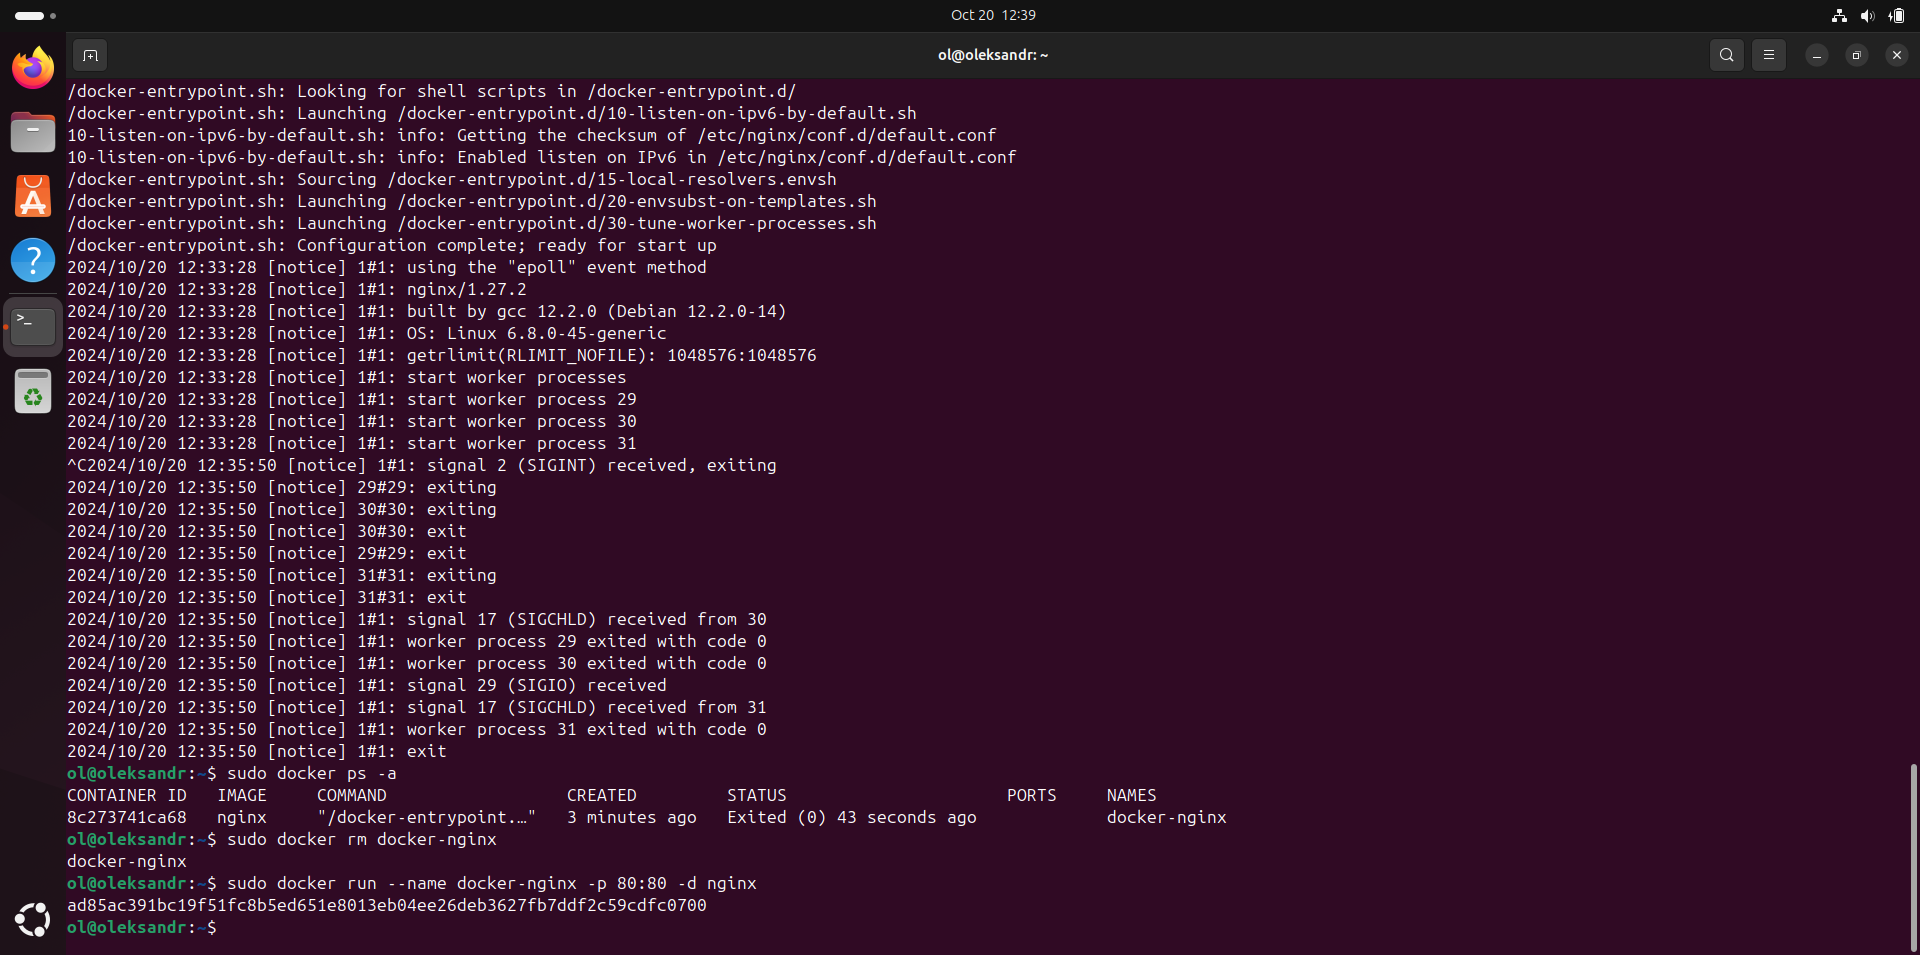 Oct 20 12:39
ol@oleksandr: ~
/docker-entrypoint.sh: Looking for shell scripts in /docker-entrypoint.d/
/docker-entrypoint.sh: Launching /docker-entrypoint.d/10-listen-on-ipv6-by-default.sh
10-listen-on-ipv6-by-default.sh: info: Getting the checksum of /etc/nginx/conf.d/default.conf
10-listen-on-ipv6-by-default.sh: info: Enabled listen on IPv6 in /etc/nginx/conf.d/default.conf
/docker-entrypoint.sh: Sourcing /docker-entrypoint.d/15-local-resolvers.envsh
/docker-entrypoint.sh: Launching /docker-entrypoint.d/20-envsubst-on-templates.sh
/docker-entrypoint.sh: Launching /docker-entrypoint.d/30-tune-worker-processes.sh
/docker-entrypoint.sh: Configuration complete; ready for start up
2024/10/20 12:33:28 [notice] 1#1: using the "epoll" event method
2024/10/20 12:33:28 [notice] 1#1: nginx/1.27.2
2024/10/20 12:33:28 [notice] 1#1: built by gcc 12.2.0 (Debian 12.2.0-14)
2024/10/20 12:33:28 [notice] 1#1: OS: Linux 6.8.0-45-generic
2024/10/20 12:33:28 [notice] 1#1: getrlimit(RLIMIT_NOFILE): 1048576:1048576
2024/10/20 12:33:28 [notice] 1#1: start worker processes
2024/10/20 12:33:28 [notice] 1#1: start worker process 29
2024/10/20 12:33:28 [notice] 1#1: start worker process 30
2024/10/20 12:33:28 [notice] 1#1: start worker process 31
^C2024/10/20 12:35:50 [notice] 1#1: signal 2 (SIGINT) received, exiting
2024/10/20 12:35:50 [notice] 29#29: exiting
2024/10/20 12:35:50 [notice] 30#30: exiting
2024/10/20 12:35:50 [notice] 30#30: exit
2024/10/20 12:35:50 [notice] 29#29: exit
2024/10/20 12:35:50 [notice] 31#31: exiting
2024/10/20 12:35:50 [notice] 31#31: exit
2024/10/20 12:35:50 [notice] 1#1: signal 17 (SIGCHLD) received from 30
2024/10/20 12:35:50 [notice] 1#1: worker process 29 exited with code 0
2024/10/20 12:35:50 [notice] 1#1: worker process 30 exited with code 0
2024/10/20 12:35:50 [notice] 1#1: signal 29 (SIGIO) received
2024/10/20 12:35:50 [notice] 1#1: signal 17 (SIGCHLD) received from 31
2024/10/20 12:35:50 [notice] 1#1: worker process 31 exited with code 0
2024/10/20 12:35:50 [notice] 1#1: exit
ol@oleksandr:~$ sudo docker ps -a
CONTAINER ID   IMAGE     COMMAND                  CREATED         STATUS                      PORTS     NAMES
8c273741ca68   nginx     "/docker-entrypoint.…"   3 minutes ago   Exited (0) 43 seconds ago             docker-nginx
ol@oleksandr:~$ sudo docker rm docker-nginx
docker-nginx
ol@oleksandr:~$ sudo docker run --name docker-nginx -p 80:80 -d nginx
ad85ac391bc19f51fc8b5ed651e8013eb04ee26deb3627fb7ddf2c59cdfc0700
ol@oleksandr:~$